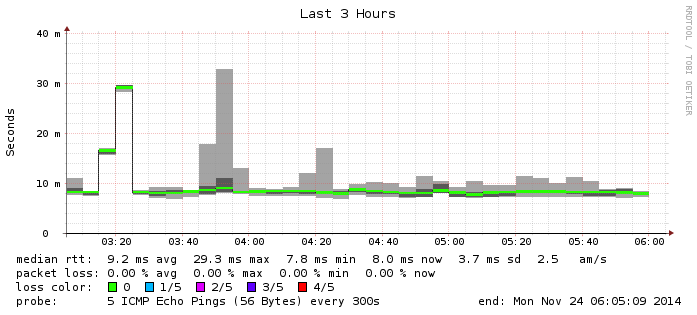 Last 3 Hours
RRDTOOL / TOBI OETIKER
Seconds
40 m
30 m
20 m
10 m
0
03:20 03:40 04:00 04:20 04:40 05:00 05:20 05:40 06:00
median rtt: 9.2 ms avg 29.3 ms max 7.8 ms min 8.0 ms now 3.7 ms sd 2.5 am/s
packet loss: 0.00 % avg 0.00 % max 0.00 % min 0.00 % now
loss color: 0 1/5 2/5 3/5 4/5
probe: 5 ICMP Echo Pings (56 Bytes) every 300s end: Mon Nov 24 06:05:09 2014